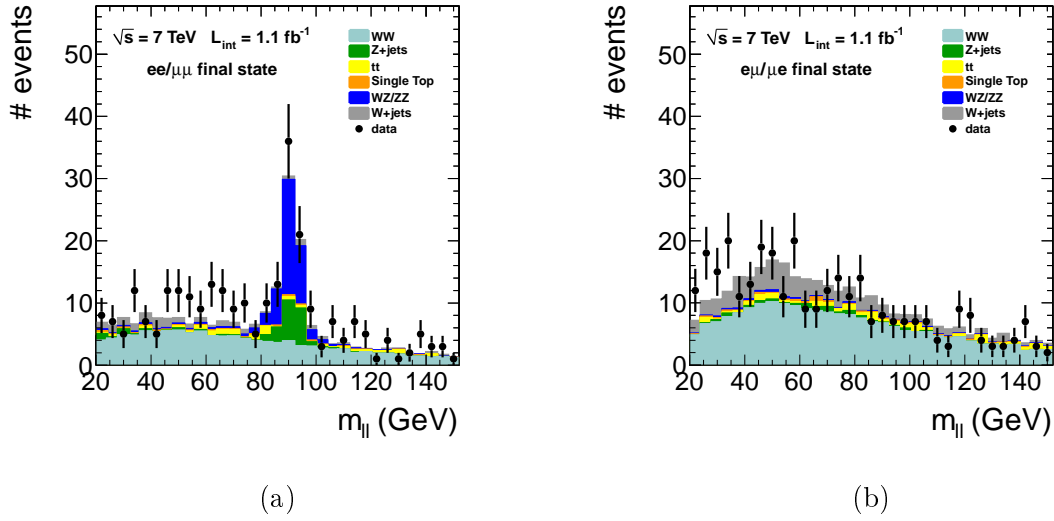 # events
50
40
30
20
10
0
√s = 7 TeV L_int = 1.1 fb⁻¹
ee/μμ final state
WW
Z+jets
tt
Single Top
WZ/ZZ
W+jets
data
20 40 60 80 100 120 140
m_ll (GeV)
(a)
# events
50
40
30
20
10
0
√s = 7 TeV L_int = 1.1 fb⁻¹
eμ/μe final state
WW
Z+jets
tt
Single Top
WZ/ZZ
W+jets
data
20 40 60 80 100 120 140
m_ll (GeV)
(b)